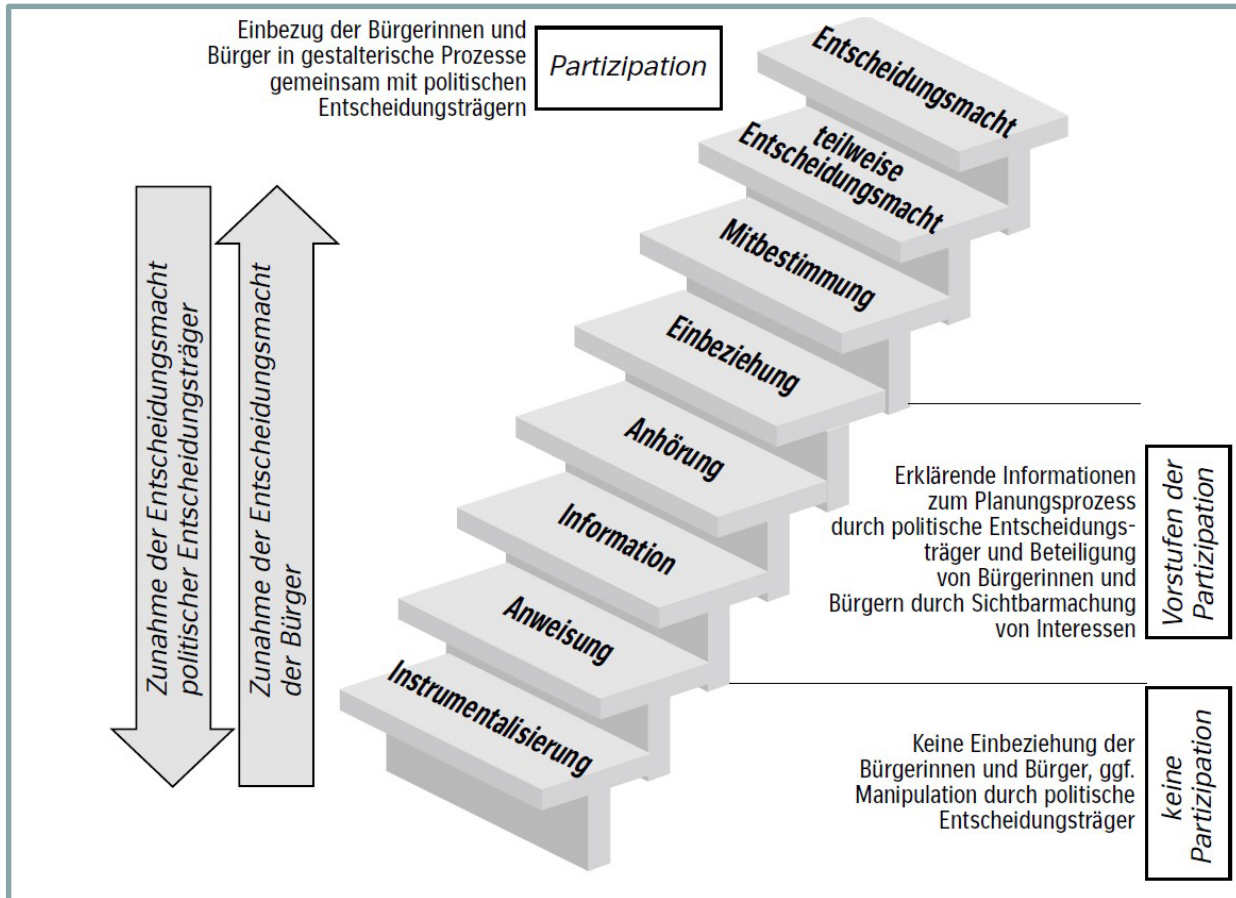 Einbezug der Bürgerinnen und
Bürger in gestalterische Prozesse
gemeinsam mit politischen
Entscheidungsträgern
Partizipation
Entscheidungsmacht
teilweise
Entscheidungsmacht
Mitbestimmung
Einbeziehung
Anhörung
Information
Anweisung
Instrumentalisierung
Zunahme der Entscheidungsmacht
politischer Entscheidungsträger
Zunahme der Entscheidungsmacht
der Bürger
Erklärende Informationen
zum Planungsprozess
durch politische Entscheidungs-
träger und Beteiligung
von Bürgerinnen und
Bürgern durch Sichtbarmachung
von Interessen
Vorstufen der
Partizipation
Keine Einbeziehung der
Bürgerinnen und Bürger, ggf.
Manipulation durch politische
Entscheidungsträger
keine
Partizipation